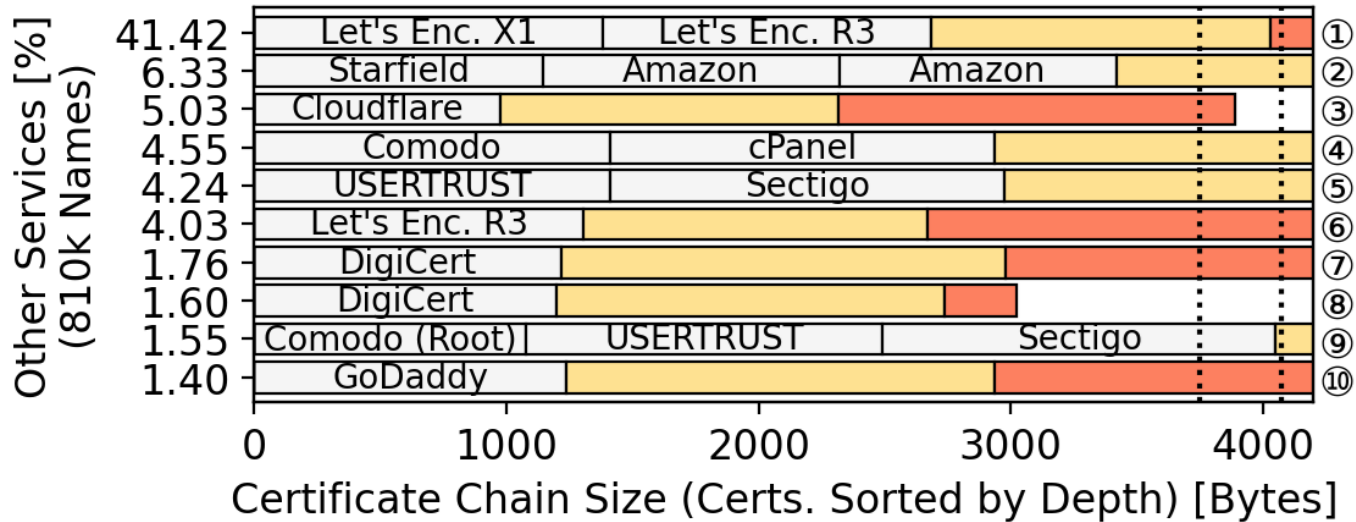 Other Services [%]
(810k Names)
41.42 Let's Enc. X1 Let's Enc. R3 ①
6.33 Starfield Amazon Amazon ②
5.03 Cloudflare ③
4.55 Comodo cPanel ④
4.24 USERTRUST Sectigo ⑤
4.03 Let's Enc. R3 ⑥
1.76 DigiCert ⑦
1.60 DigiCert ⑧
1.55 Comodo (Root) USERTRUST Sectigo ⑨
1.40 GoDaddy ⑩
0 1000 2000 3000 4000
Certificate Chain Size (Certs. Sorted by Depth) [Bytes]